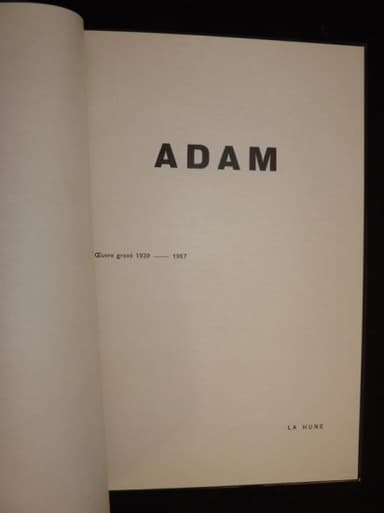 ADAM
Œuvre gravé 1939 —— 1957
LA HUNE